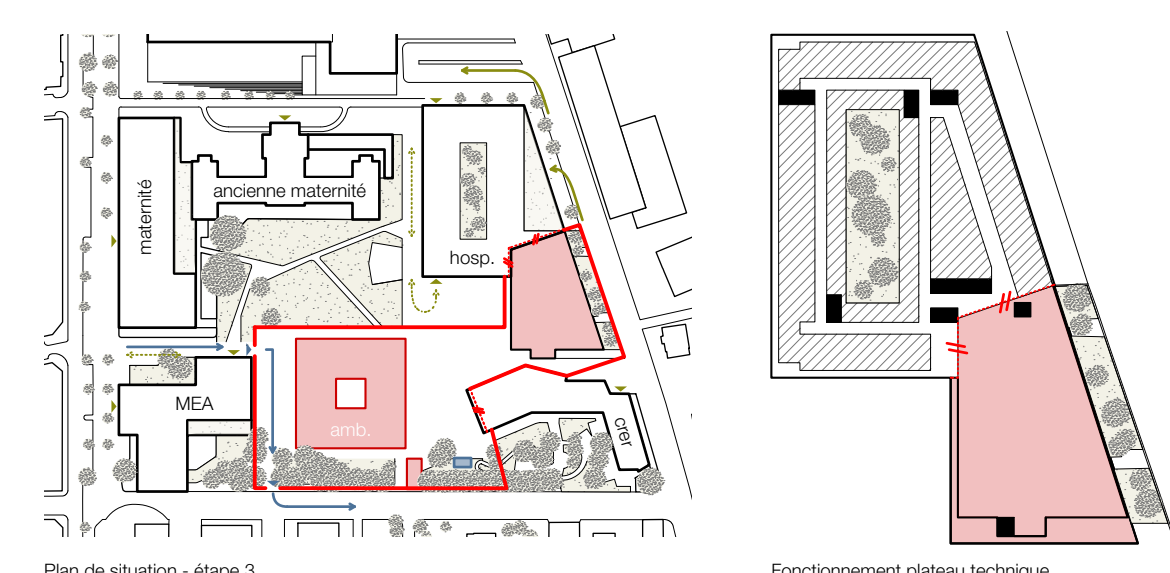 maternité
ancienne maternité
hosp.
MEA
amb.
crer
Plan de situation - étape 3
Fonctionnement plateau technique